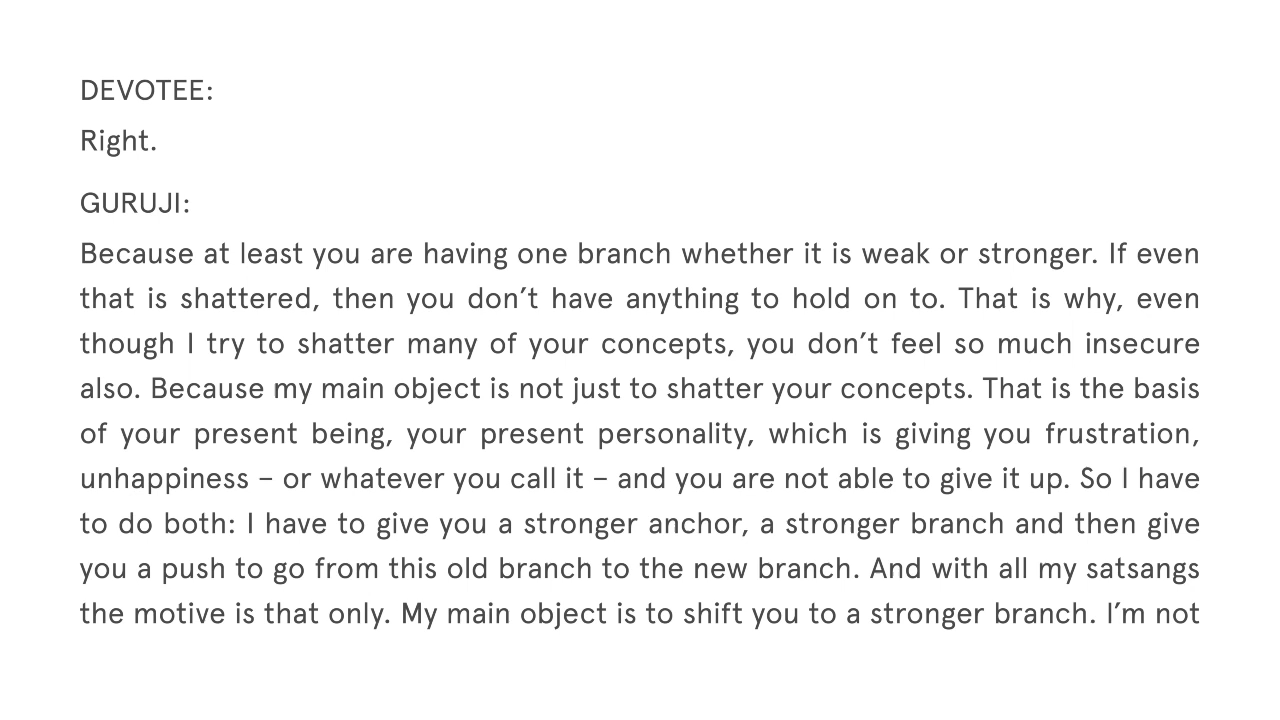 DEVOTEE:
Right.
GURUJI:
Because at least you are having one branch whether it is weak or stronger. If even
that is shattered, then you don’t have anything to hold on to. That is why, even
though I try to shatter many of your concepts, you don’t feel so much insecure
also. Because my main object is not just to shatter your concepts. That is the basis
of your present being, your present personality, which is giving you frustration,
unhappiness – or whatever you call it – and you are not able to give it up. So I have
to do both: I have to give you a stronger anchor, a stronger branch and then give
you a push to go from this old branch to the new branch. And with all my satsangs
the motive is that only. My main object is to shift you to a stronger branch. I’m not